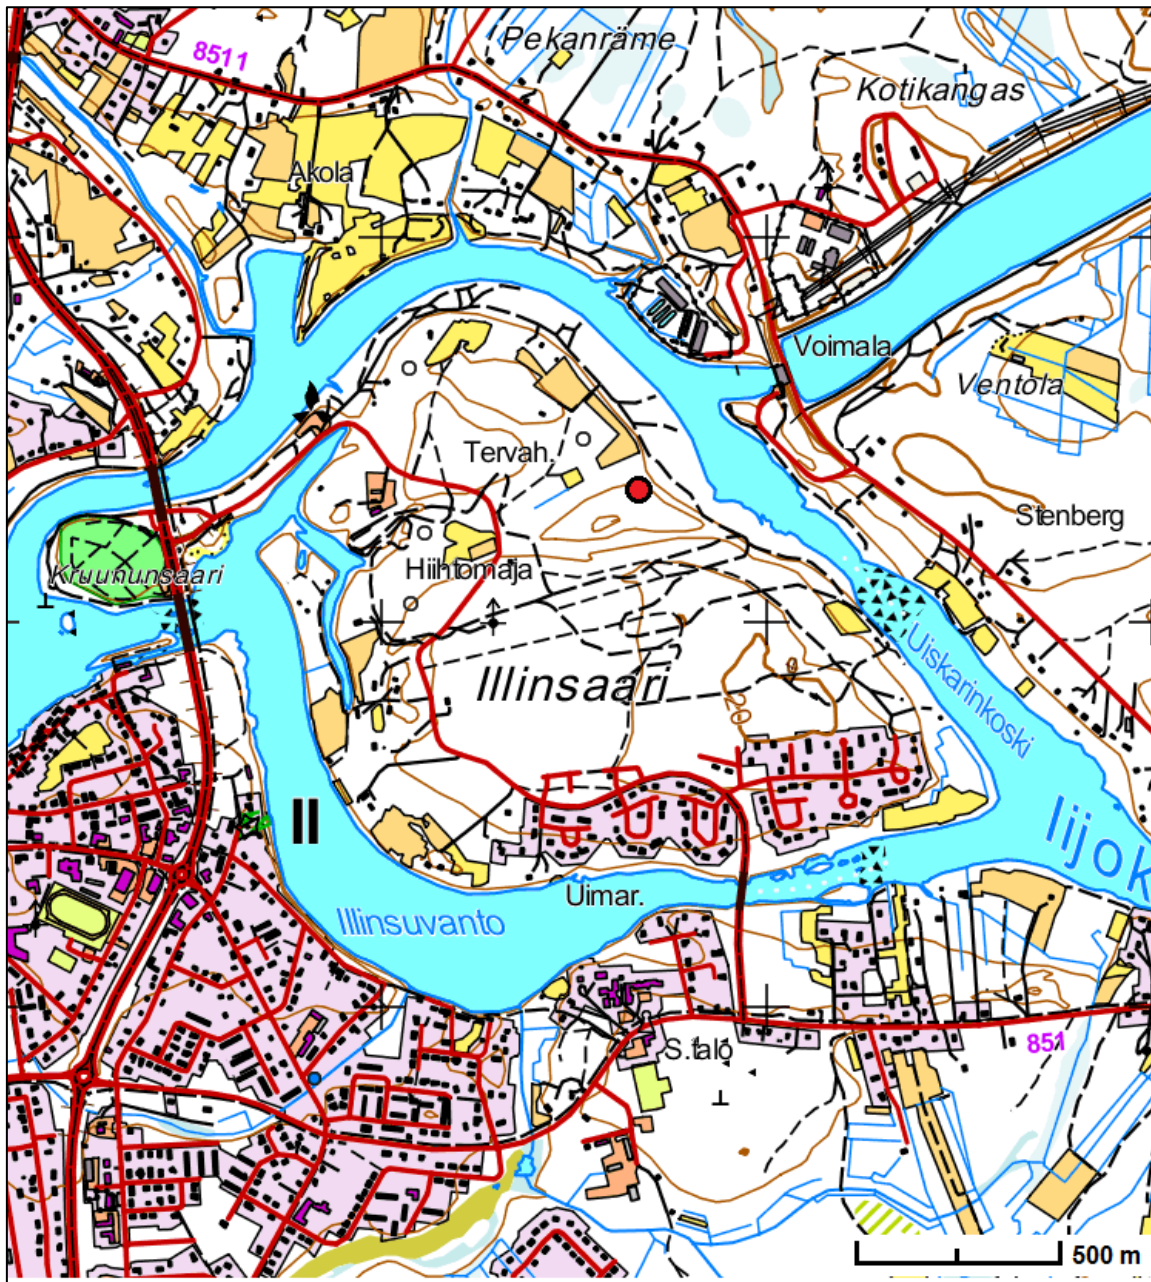 Pekanräme
8511
Kotikangas
Akola
Voimala
Ventola
Tervah.
Stenberg
Kruununsaari
Hiihtomaja
Uiskarinkoski
Illinsaari
20
II
Iijok
Uimar.
Illinsuvanto
S.talo
851
500 m